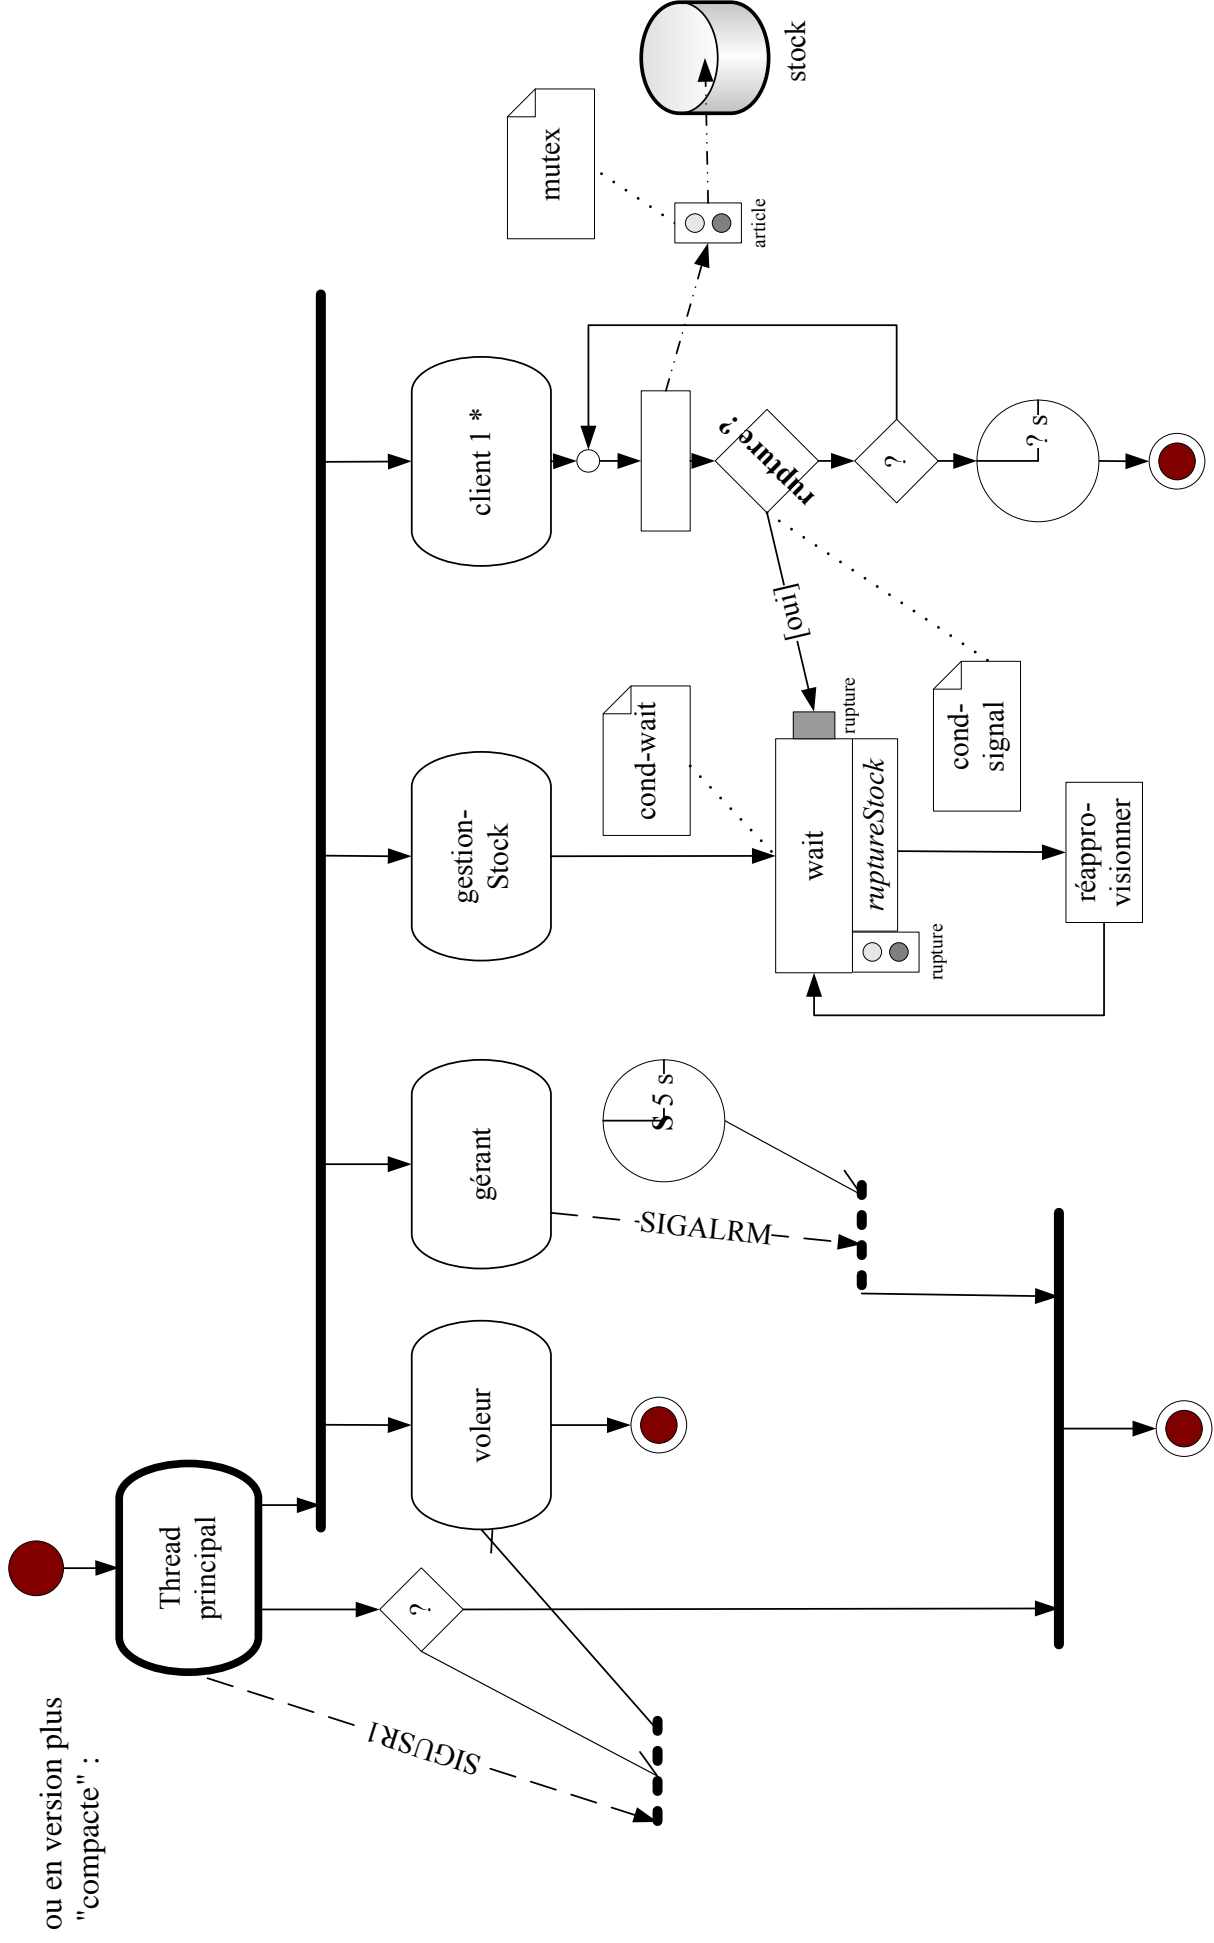 ou en version plus
"compacte" :
Thread
principal
SIGUSR1
?
voleur
gérant
SIGALRM
S 5 s
gestion-
Stock
cond-wait
wait
rupture
ruptureStock
rupture
réappro-
visionner
cond-
signal
client 1 *
rupture ?
[oui]
?
? s
mutex
article
stock